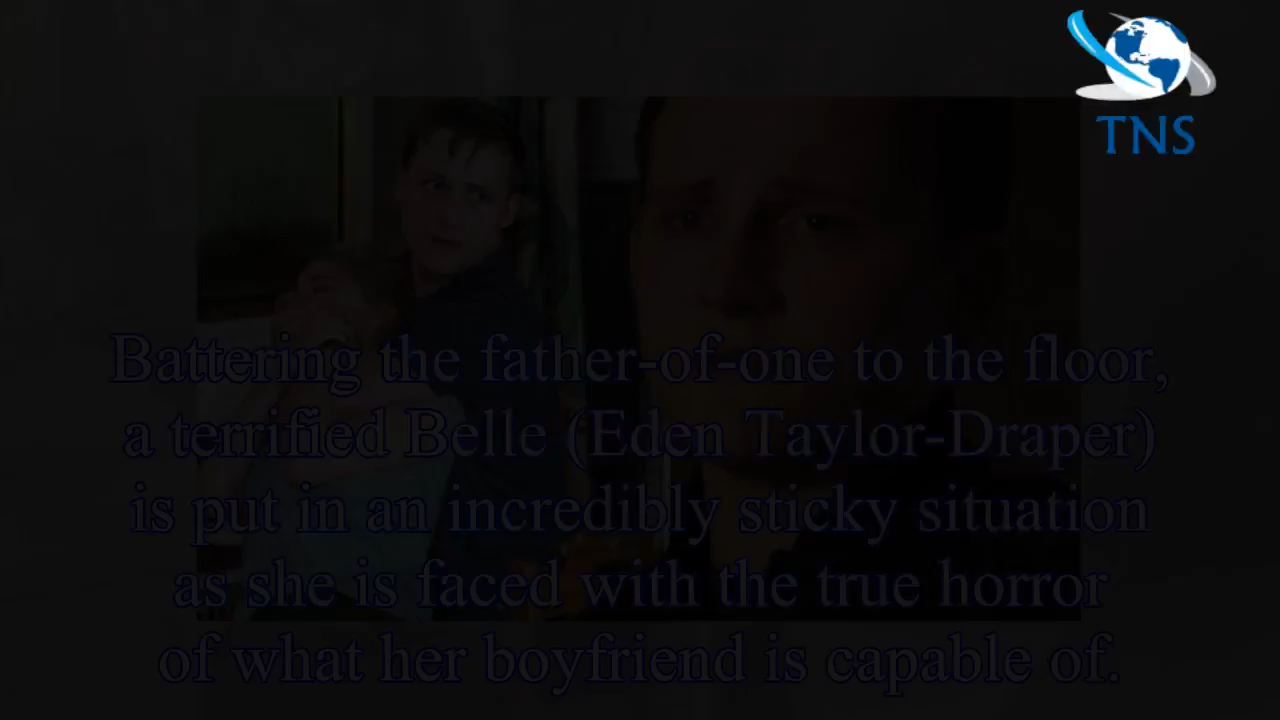 TNS
Battering the father-of-one to the floor,
a terrified Belle (Eden Taylor-Draper)
is put in an incredibly sticky situation
as she is faced with the true horror
of what her boyfriend is capable of.